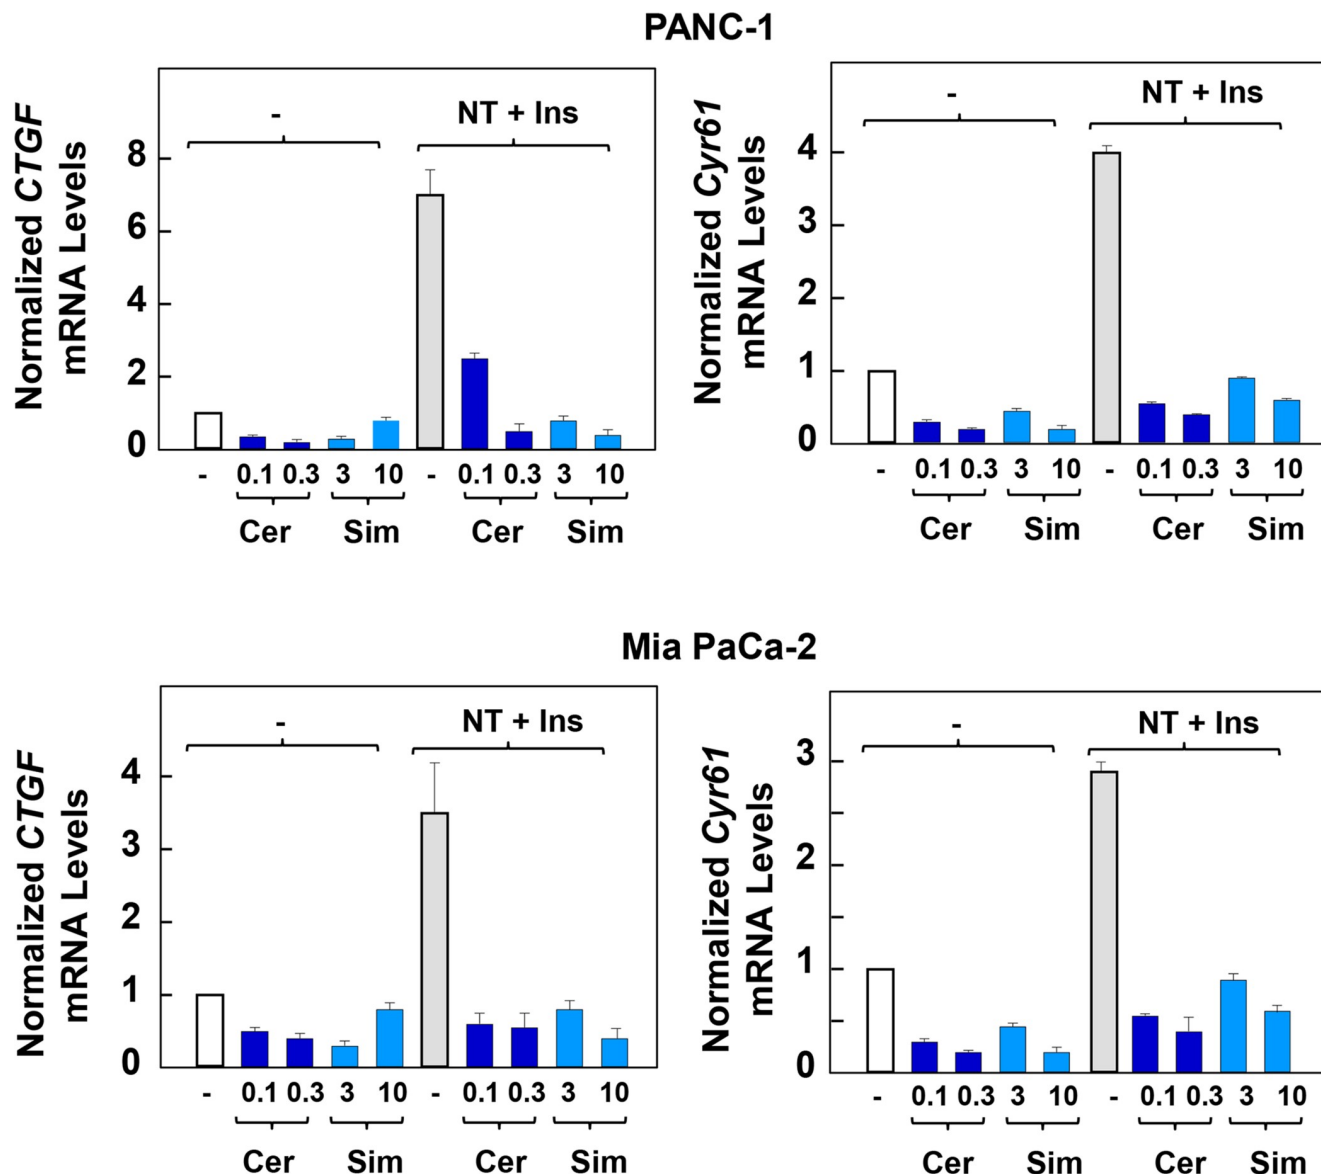 PANC-1
Normalized CTGF
mRNA Levels
8
6
4
2
0
-
NT + Ins
- 0.1 0.3 3 10 - 0.1 0.3 3 10
Cer Sim Cer Sim
Normalized Cyr61
mRNA Levels
4
3
2
1
0
-
NT + Ins
- 0.1 0.3 3 10 - 0.1 0.3 3 10
Cer Sim Cer Sim
Mia PaCa-2
Normalized CTGF
mRNA Levels
4
3
2
1
0
-
NT + Ins
- 0.1 0.3 3 10 - 0.1 0.3 3 10
Cer Sim Cer Sim
Normalized Cyr61
mRNA Levels
3
2
1
0
-
NT + Ins
- 0.1 0.3 3 10 - 0.1 0.3 3 10
Cer Sim Cer Sim